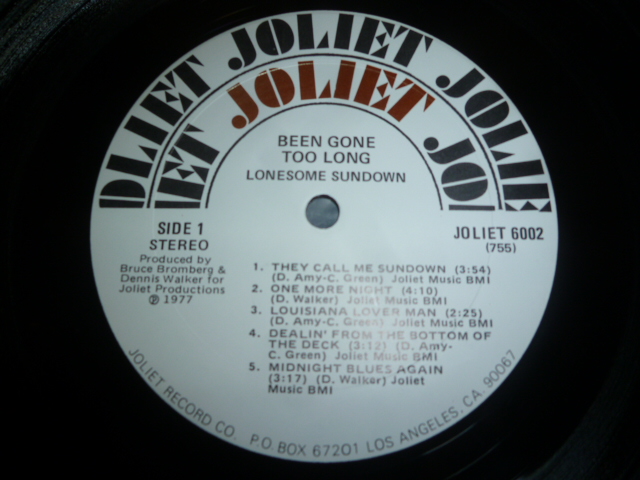 OLIET JOLIET JOLIE
IET JOLIET JOI
BEEN GONE
TOO LONG
LONESOME SUNDOWN
SIDE 1
STEREO
Produced by
Bruce Bromberg &
Dennis Walker for
Joliet Productions
℗ 1977
JOLIET 6002
(755)
1. THEY CALL ME SUNDOWN (3:54)
(D. Amy-C. Green) Joliet Music BMI
2. ONE MORE NIGHT (4:10)
(D. Walker) Joliet Music BMI
3. LOUISIANA LOVER MAN (2:25)
(D. Amy-C. Green) Joliet Music BMI
4. DEALIN' FROM THE BOTTOM OF
THE DECK (3:12) (D. Amy-
C. Green) Joliet Music BMI
5. MIDNIGHT BLUES AGAIN
(3:17) (D. Walker) Joliet
Music BMI
JOLIET RECORD CO. P.O. BOX 67201 LOS ANGELES, CA. 90067